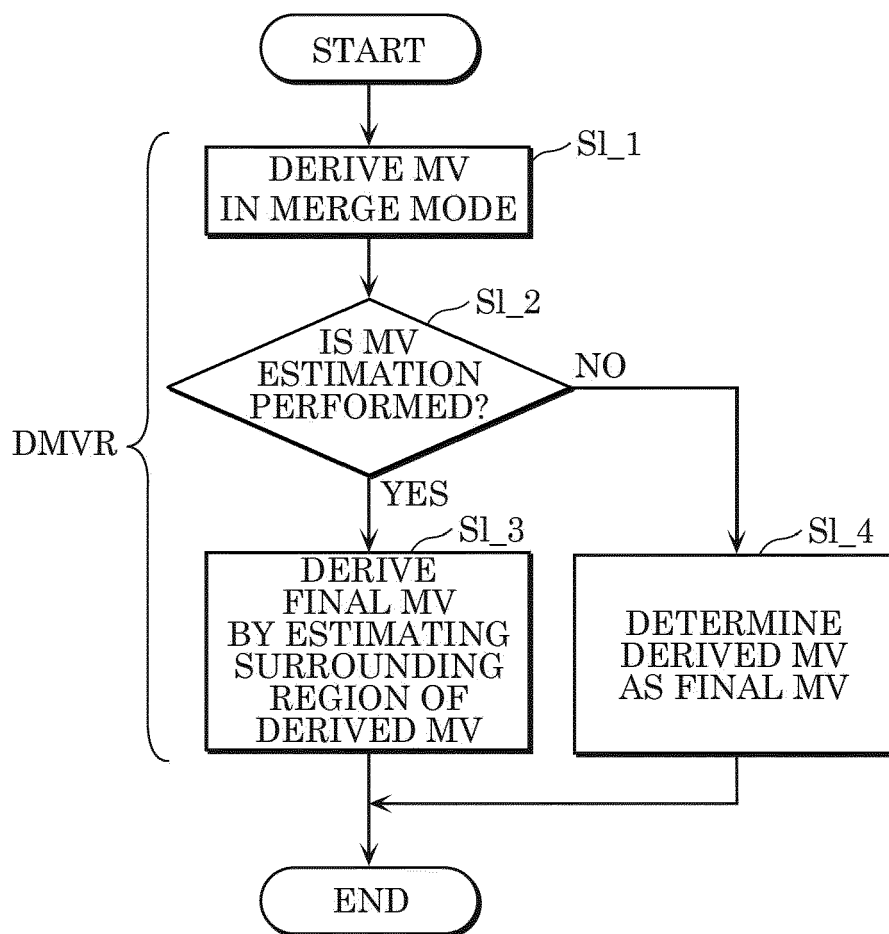 START
Sl_1
DERIVE MV
IN MERGE MODE
Sl_2
IS MV
ESTIMATION
PERFORMED?
NO
DMVR
YES
Sl_3
DERIVE
FINAL MV
BY ESTIMATING
SURROUNDING
REGION OF
DERIVED MV
Sl_4
DETERMINE
DERIVED MV
AS FINAL MV
END